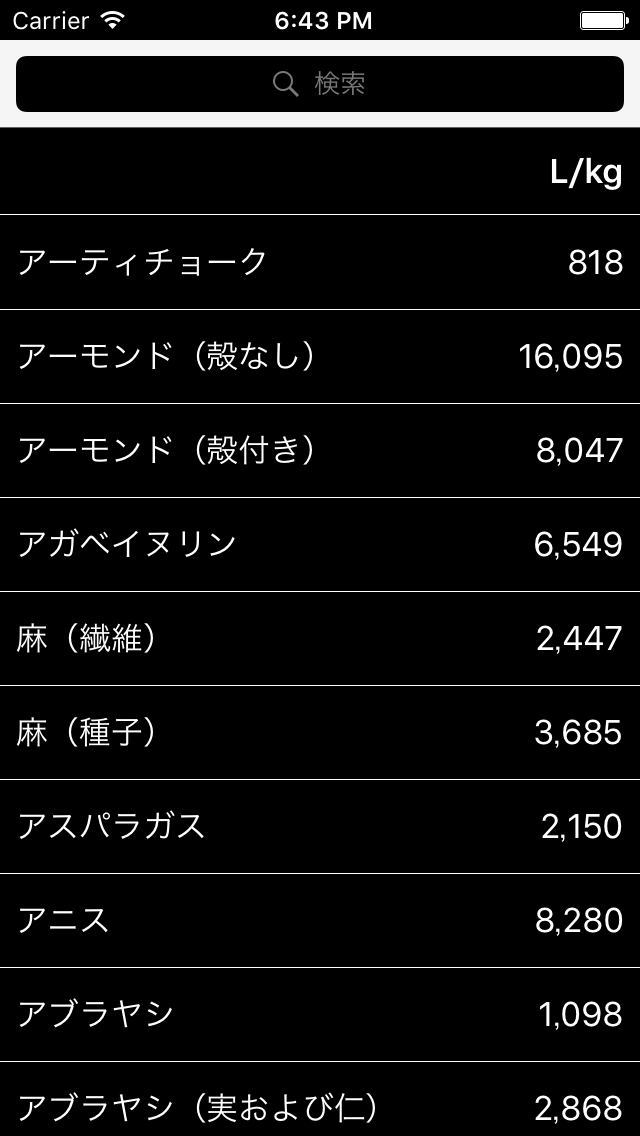 Carrier 6:43 PM
検索
L/kg
アーティチョーク 818
アーモンド（殻なし） 16,095
アーモンド（殻付き） 8,047
アガベイヌリン 6,549
麻（繊維） 2,447
麻（種子） 3,685
アスパラガス 2,150
アニス 8,280
アブラヤシ 1,098
アブラヤシ（実および仁） 2,868